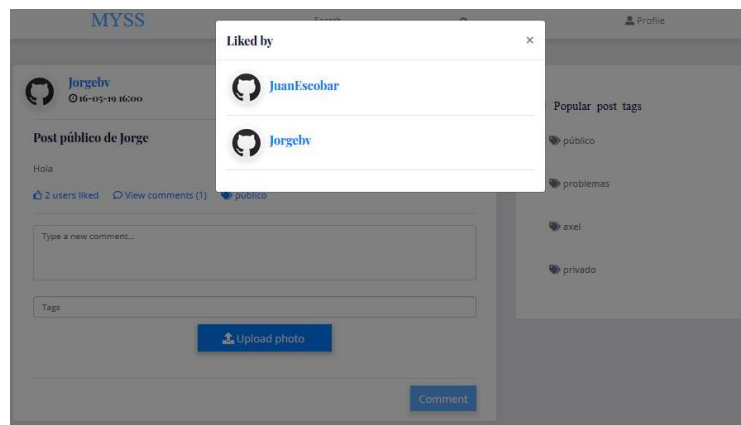 MYSS
Search
Profile
Liked by
×
JuanEscobar
Jorgebv
Jorgebv
16-05-19 16:00
Post público de Jorge
Hola
2 users liked View comments (1) público
Type a new comment...
Tags
Upload photo
Comment
Popular post tags
público
problemas
axel
privado